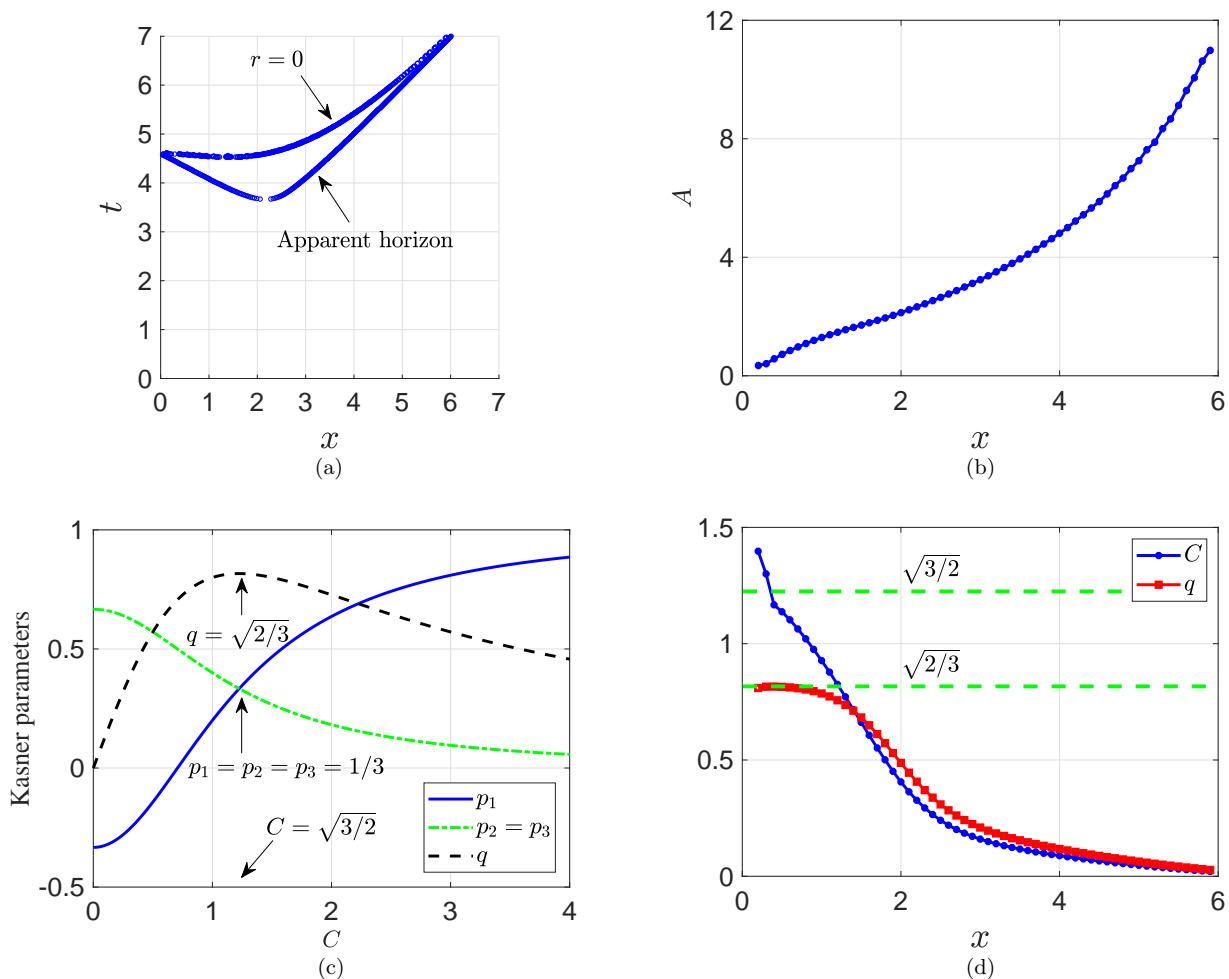 7
6
5
4
3
2
1
0
t
r = 0
Apparent horizon
0 1 2 3 4 5 6 7
x
(a)
12
8
4
0
A
0 2 4 6
x
(b)
1
0.5
0
-0.5
Kasner parameters
q = √2/3
p₁ = p₂ = p₃ = 1/3
C = √3/2
p₁
p₂ = p₃
q
0 1 2 3 4
C
(c)
1.5
1
0.5
0
√3/2
√2/3
C
q
0 2 4 6
x
(d)